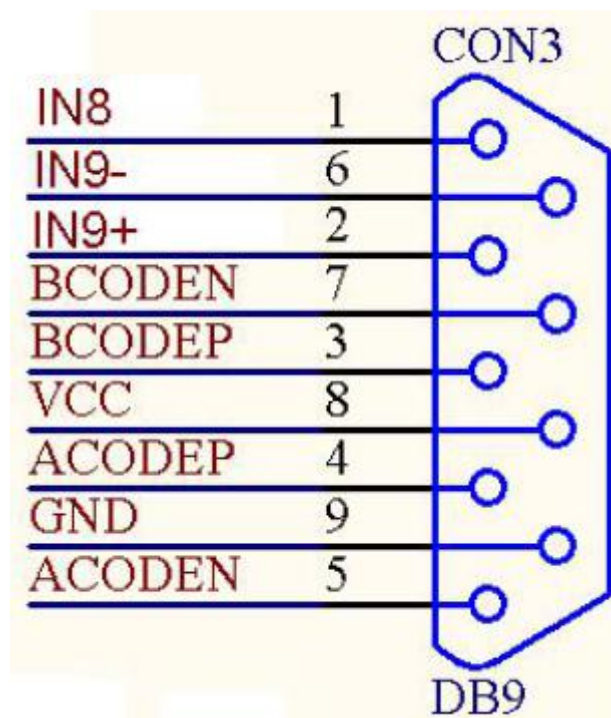 CON3
IN8 1
IN9- 6
IN9+ 2
BCODEN 7
BCODEP 3
VCC 8
ACODEP 4
GND 9
ACODEN 5
DB9